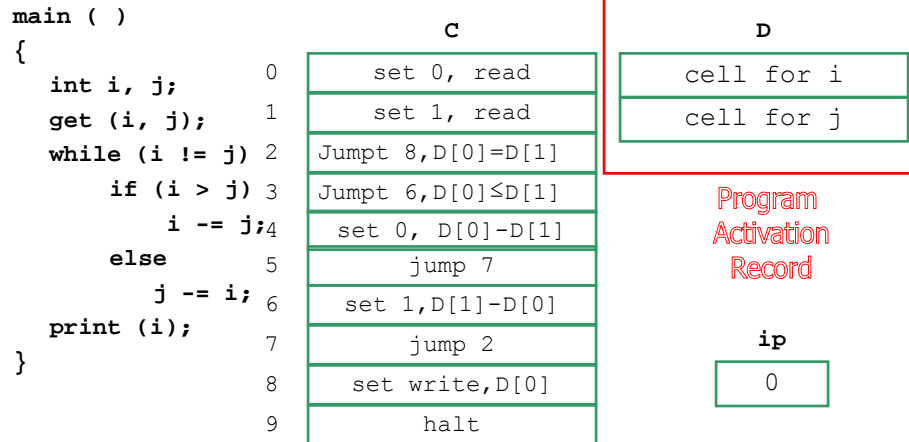 main ( )
{
int i, j;
get (i, j);
while (i != j)
if (i > j)
i -= j;
else
j -= i;
print (i);
}
C
0 set 0, read
1 set 1, read
2 Jumpt 8,D[0]=D[1]
3 Jumpt 6,D[0]≤D[1]
4 set 0, D[0]-D[1]
5 jump 7
6 set 1,D[1]-D[0]
7 jump 2
8 set write,D[0]
9 halt
D
cell for i
cell for j
Program
Activation
Record
ip
0